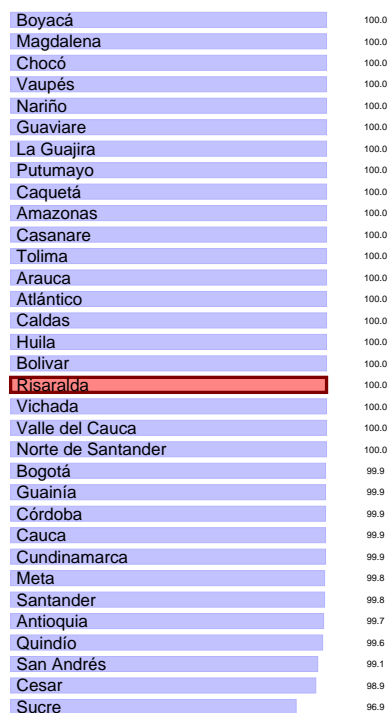 Boyacá 100.0
Magdalena 100.0
Chocó 100.0
Vaupés 100.0
Nariño 100.0
Guaviare 100.0
La Guajira 100.0
Putumayo 100.0
Caquetá 100.0
Amazonas 100.0
Casanare 100.0
Tolima 100.0
Arauca 100.0
Atlántico 100.0
Caldas 100.0
Huila 100.0
Bolivar 100.0
Risaralda 100.0
Vichada 100.0
Valle del Cauca 100.0
Norte de Santander 100.0
Bogotá 99.9
Guainía 99.9
Córdoba 99.9
Cauca 99.9
Cundinamarca 99.9
Meta 99.8
Santander 99.8
Antioquia 99.7
Quindío 99.6
San Andrés 99.1
Cesar 98.9
Sucre 96.9